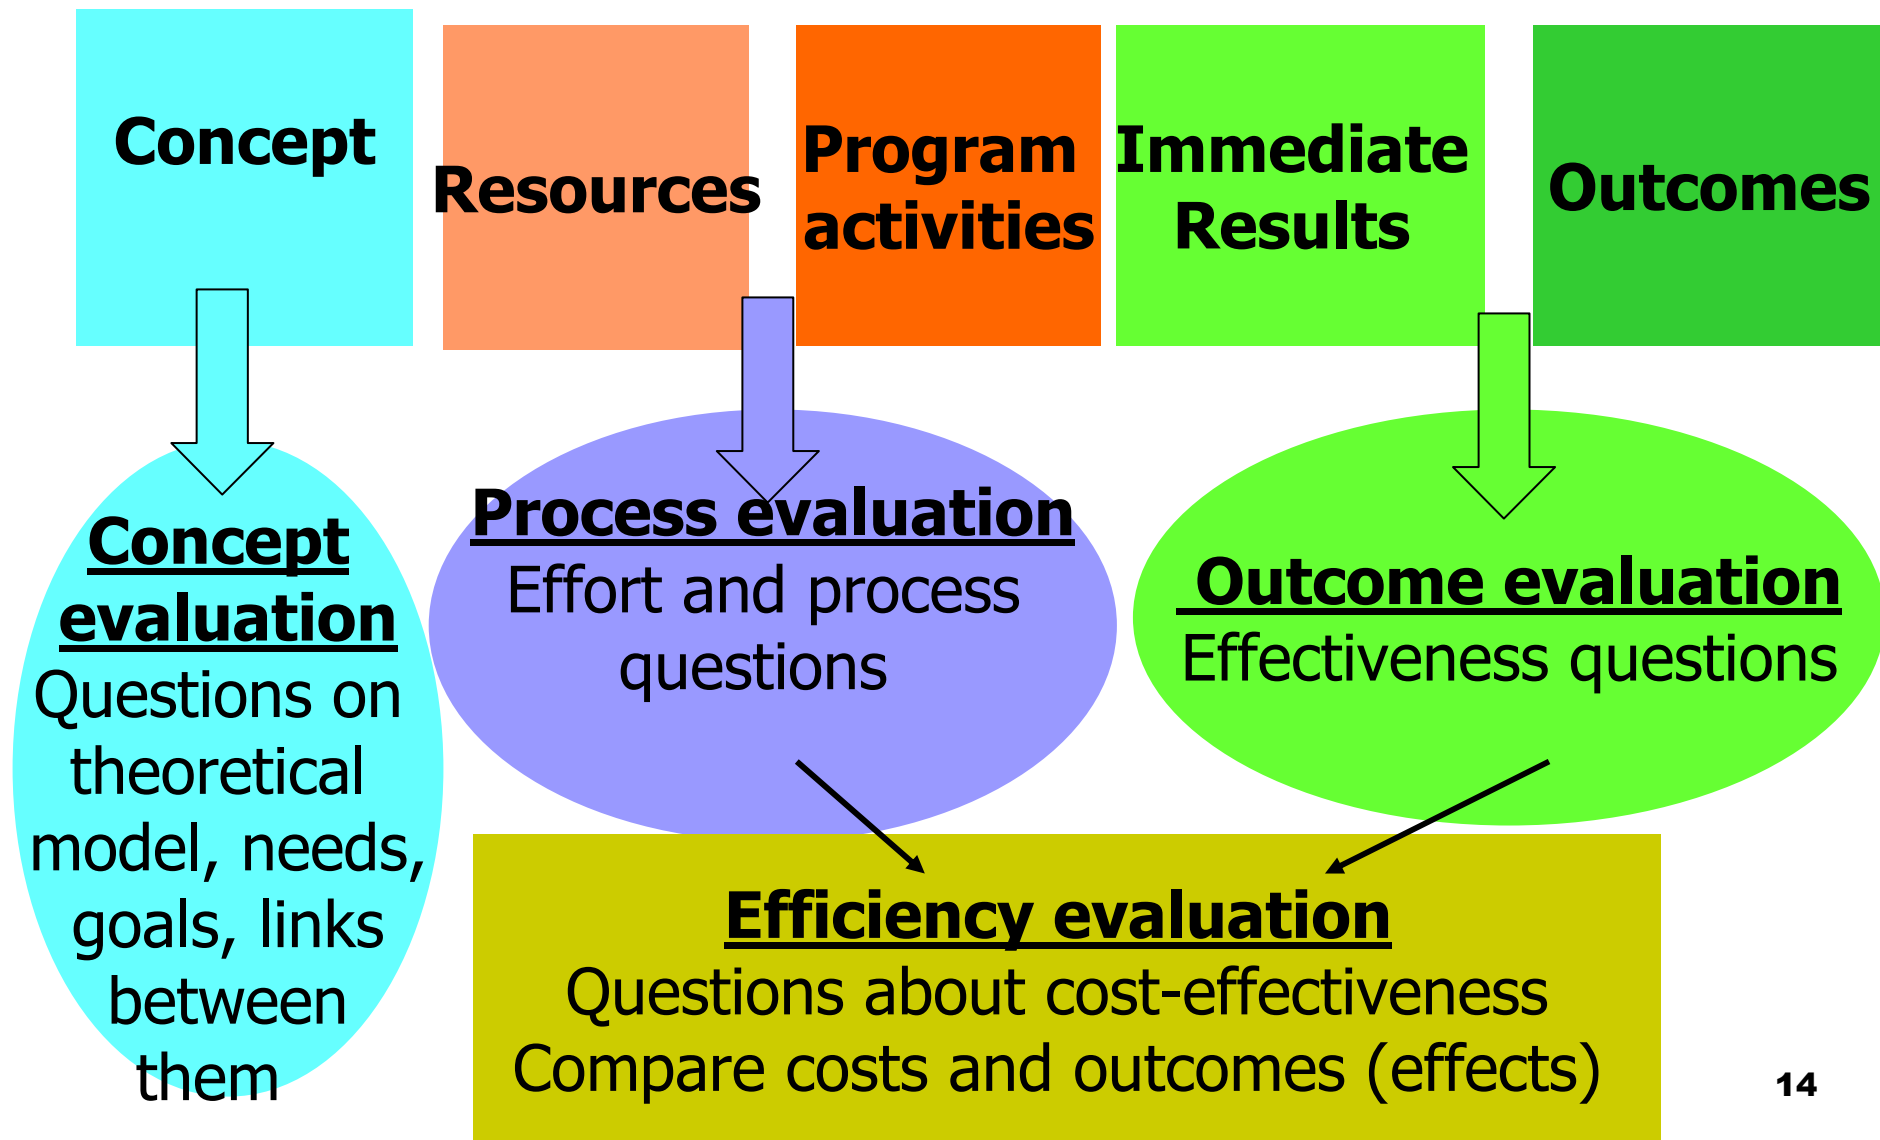 Concept
Resources
Program
activities
Immediate
Results
Outcomes
Concept
evaluation
Questions on
theoretical
model, needs,
goals, links
between
them
Process evaluation
Effort and process
questions
Outcome evaluation
Effectiveness questions
Efficiency evaluation
Questions about cost-effectiveness
Compare costs and outcomes (effects)
14